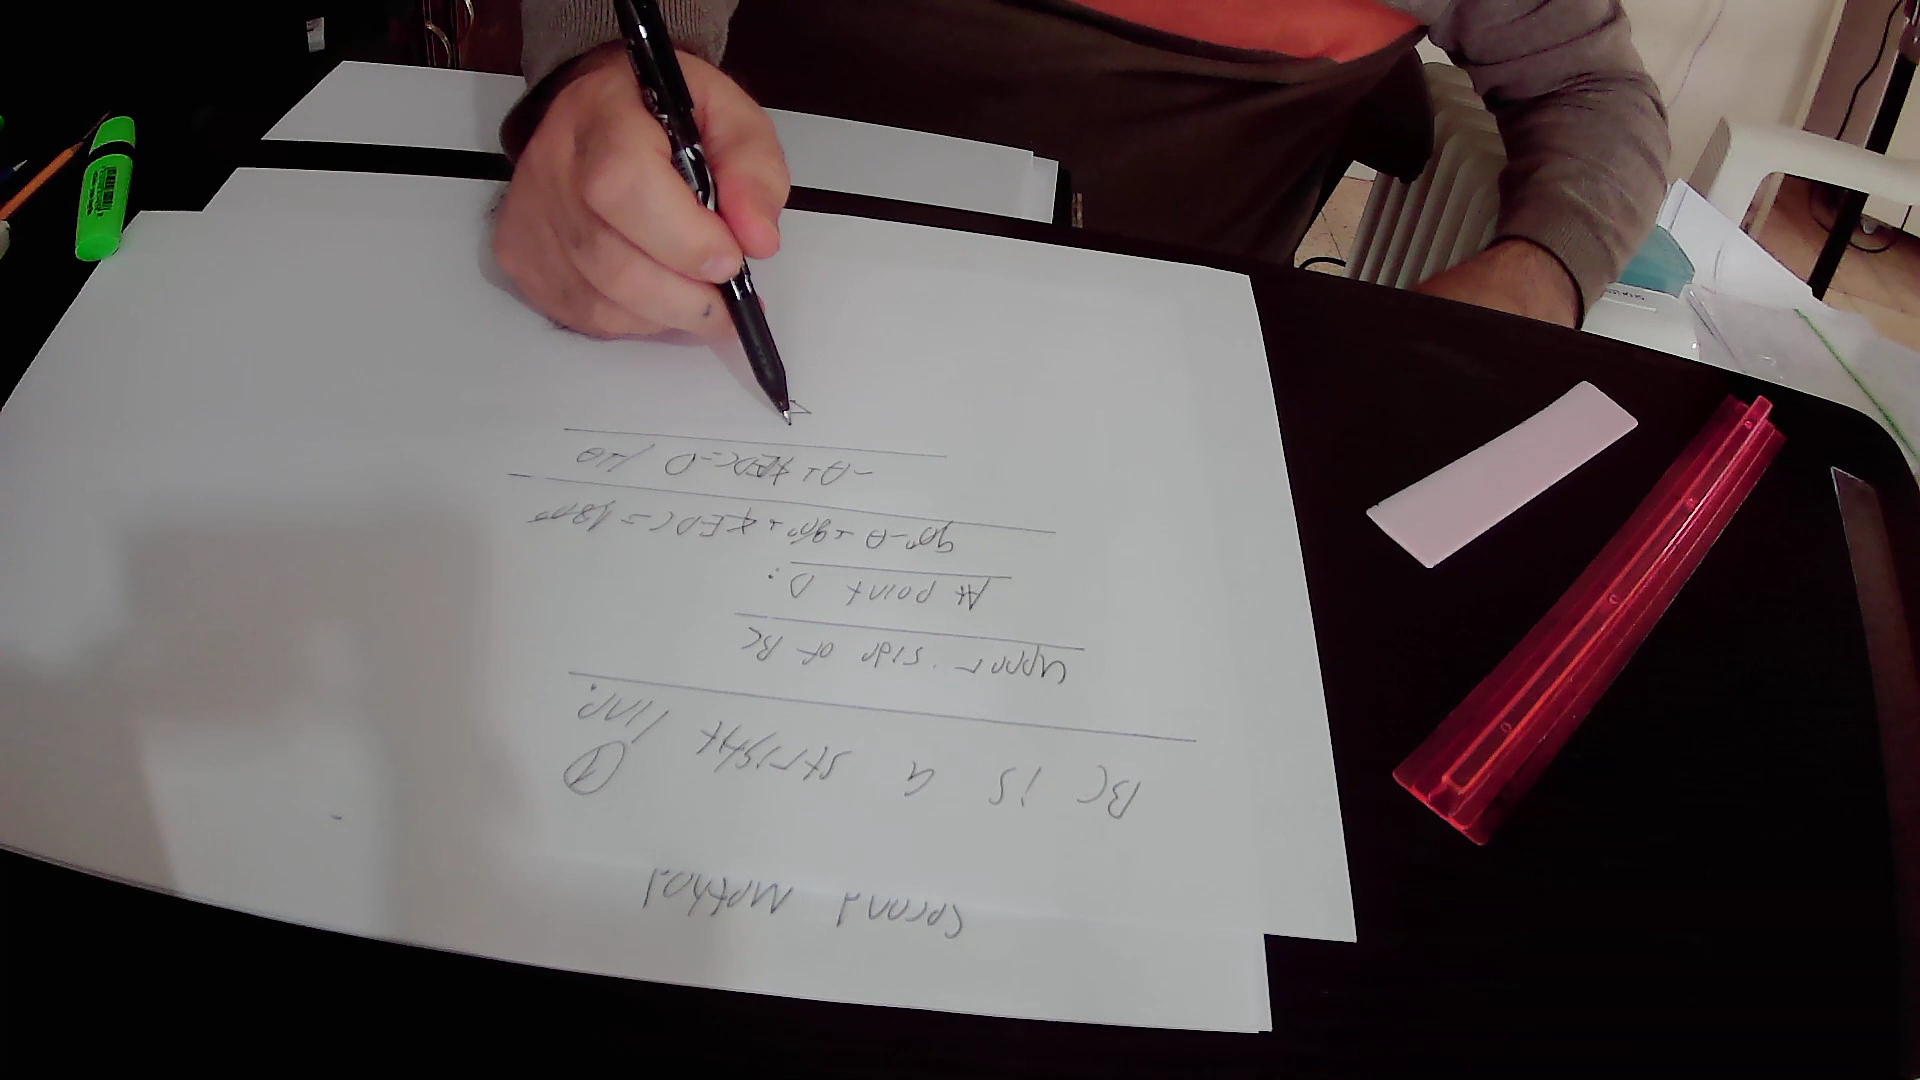 Second Method
BC is a straight line. ①
upper side of BC
At point D:
90°-θ+90°+∢EDC=180°
-θ+∢EDC=0 /+θ
∢